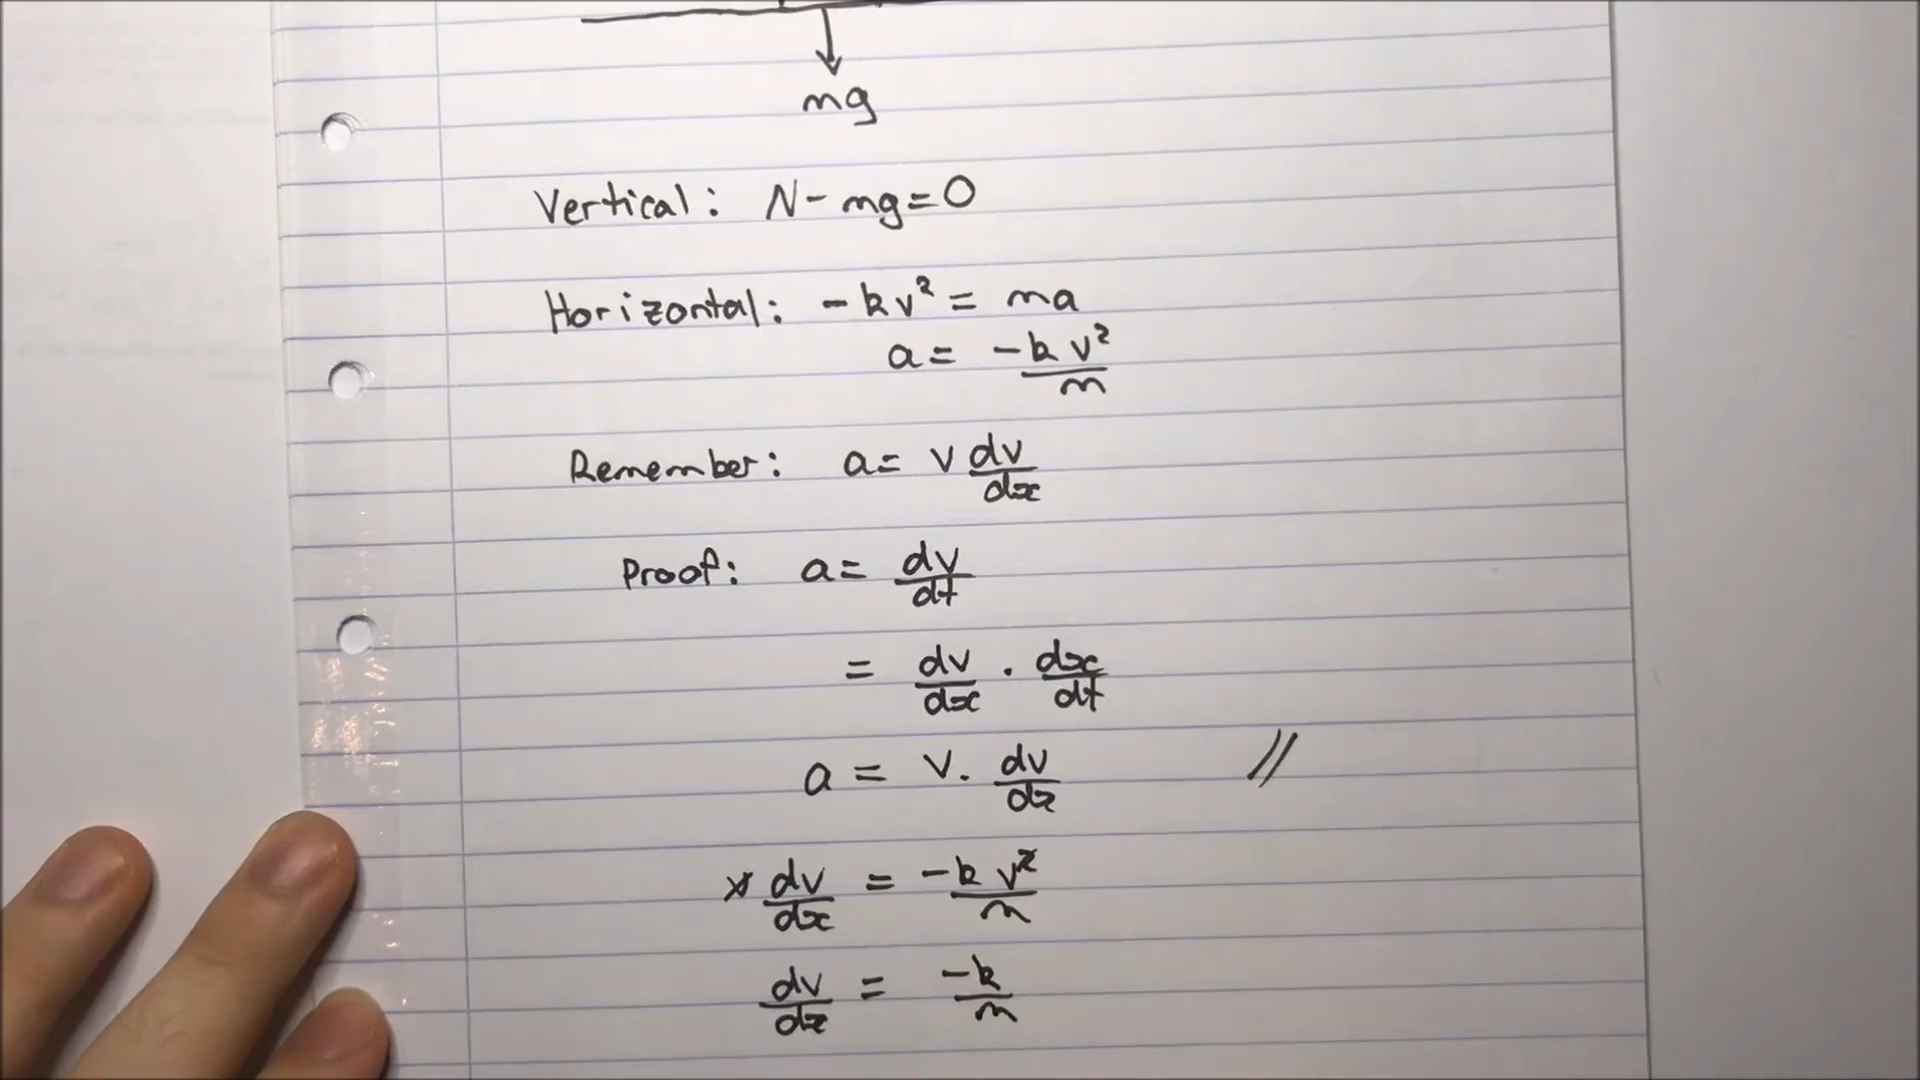 mg
Vertical: N - mg = 0
Horizontal: -kv² = ma
a = -kv²/m
Remember: a = v dv/dx
Proof: a = dv/dt
= dv/dx · dx/dt
a = v · dv/dx //
v dv/dx = -kv²/m
dv/dx = -k/m